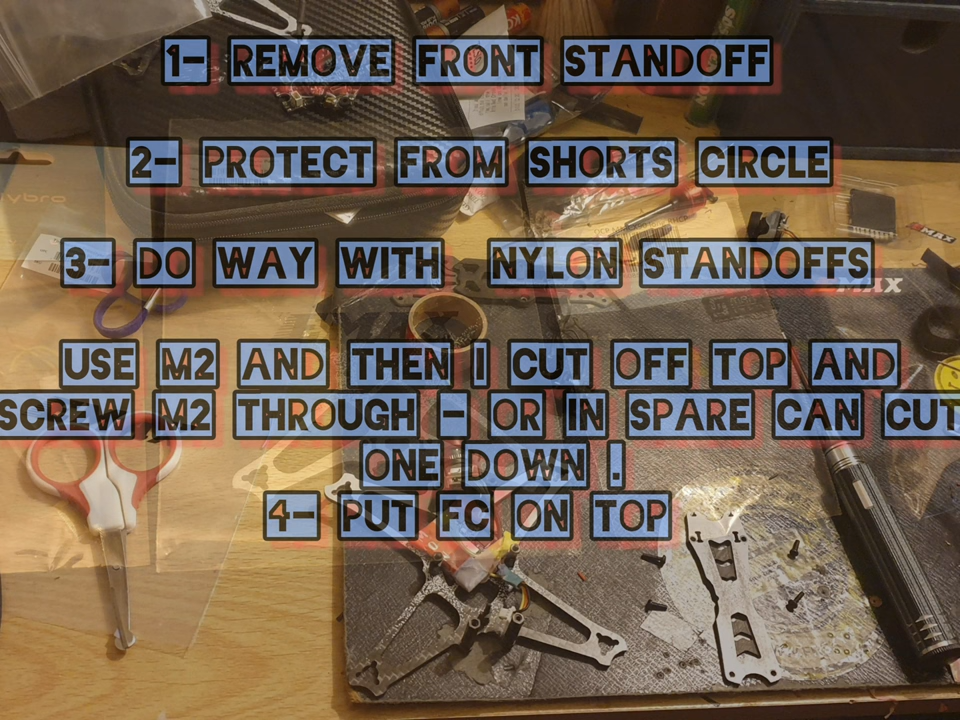 1- REMOVE FRONT STANDOFF
2- PROTECT FROM SHORTS CIRCLE
3- DO WAY WITH NYLON STANDOFFS
USE M2 AND THEN I CUT OFF TOP AND
SCREW M2 THROUGH - OR IN SPARE CAN CUT
ONE DOWN .
4- PUT FC ON TOP